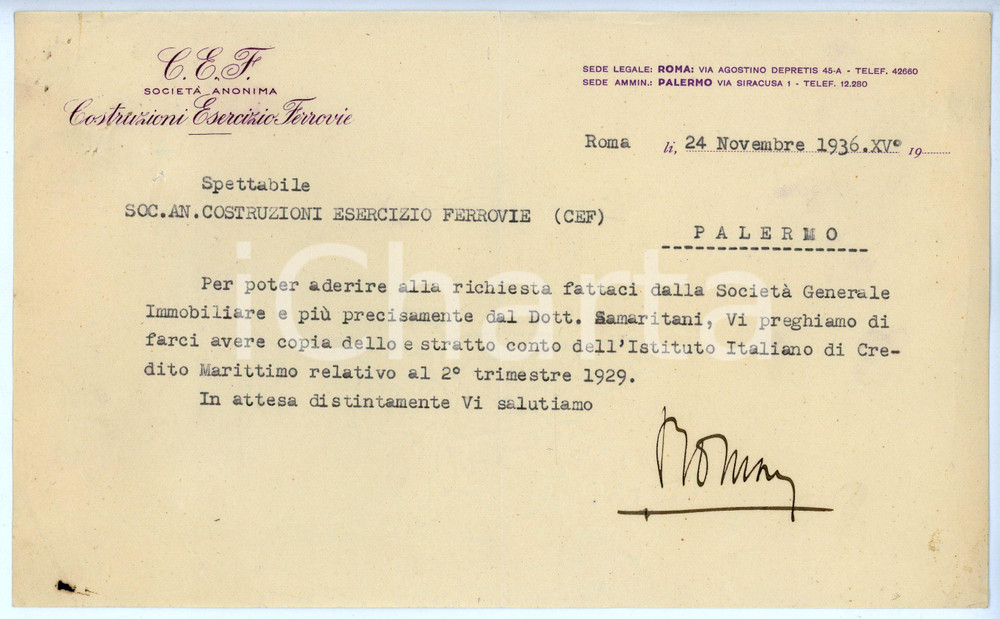 C.E.F.
SOCIETÀ ANONIMA
Costruzioni Esercizio Ferrovie
SEDE LEGALE: ROMA: VIA AGOSTINO DEPRETIS 45-A - TELEF. 42660
SEDE AMMIN.: PALERMO VIA SIRACUSA 1 - TELEF. 12.280
Roma li, 24 Novembre 1936.XV° 19
Spettabile
SOC.AN.COSTRUZIONI ESERCIZIO FERROVIE (CEF)
PALERMO
Per poter aderire alla richiesta fattaci dalla Società Generale
Immobiliare e più precisamente dal Dott. Samaritani, Vi preghiamo di
farci avere copia dello e stratto conto dell'Istituto Italiano di Cre-
dito Marittimo relativo al 2° trimestre 1929.
In attesa distintamente Vi salutiamo
iCharta